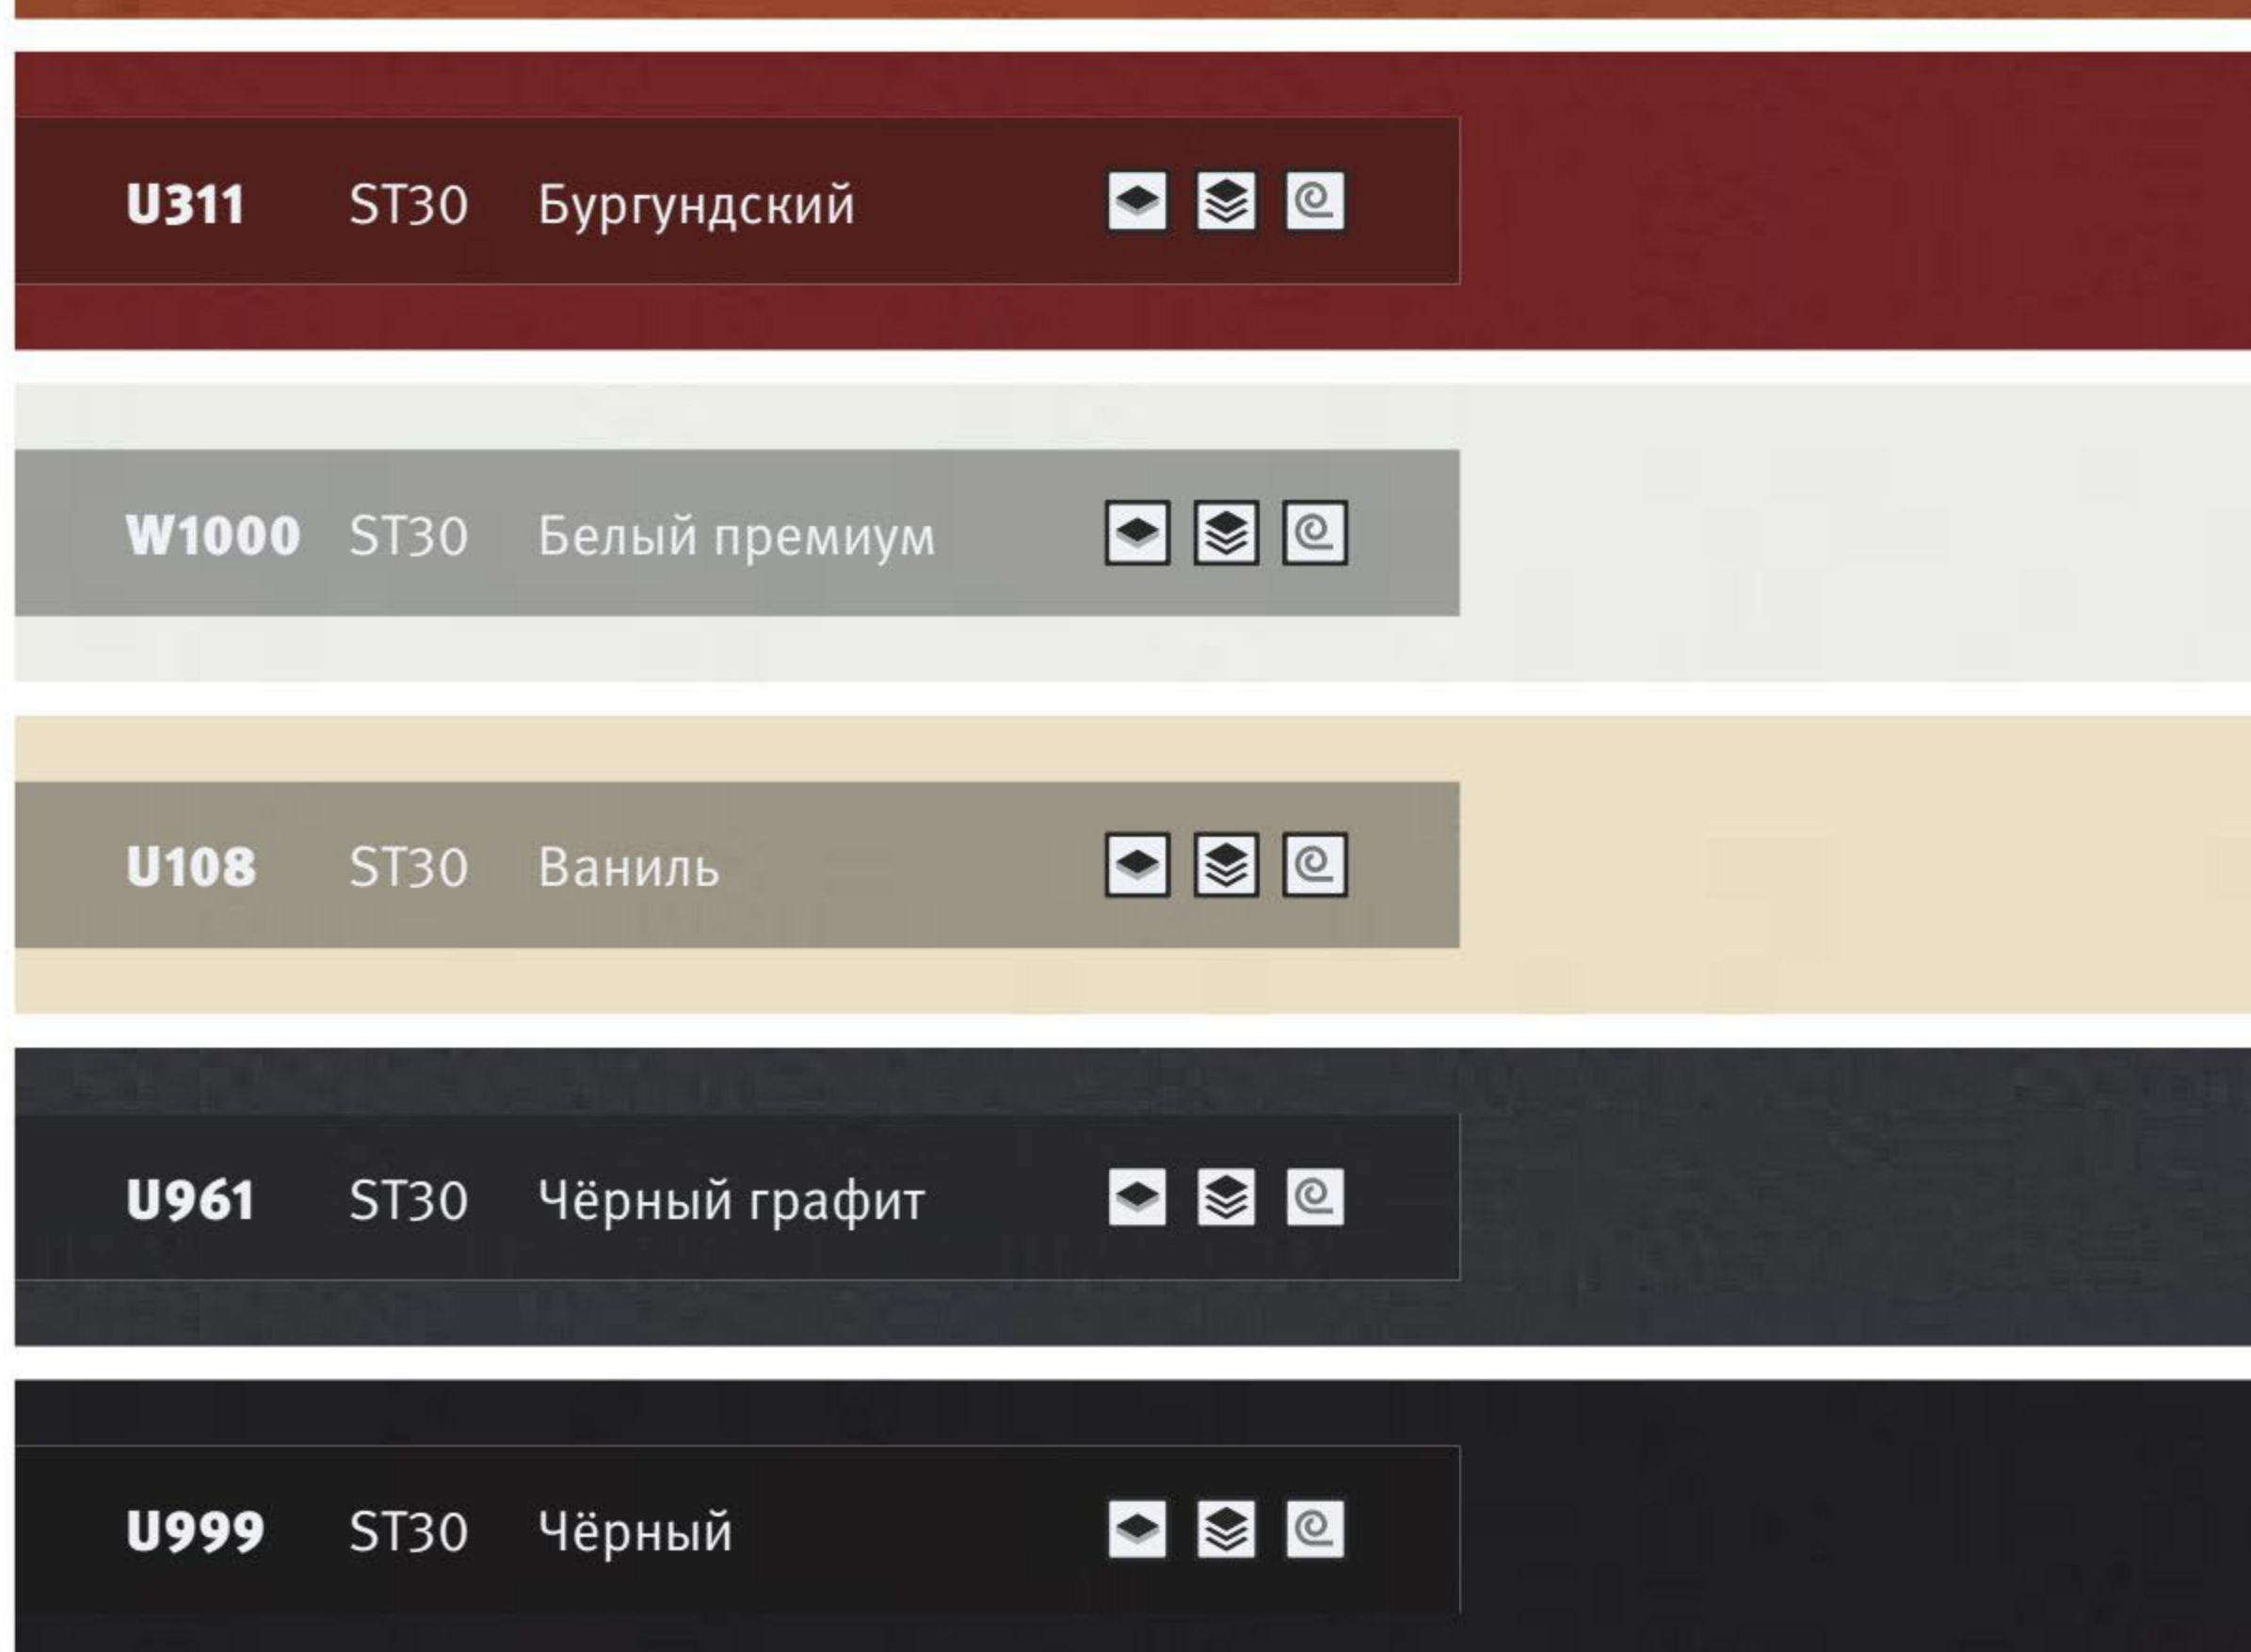 U311 ST30 Бургундский
W1000 ST30 Белый премиум
U108 ST30 Ваниль
U961 ST30 Чёрный графит
U999 ST30 Чёрный